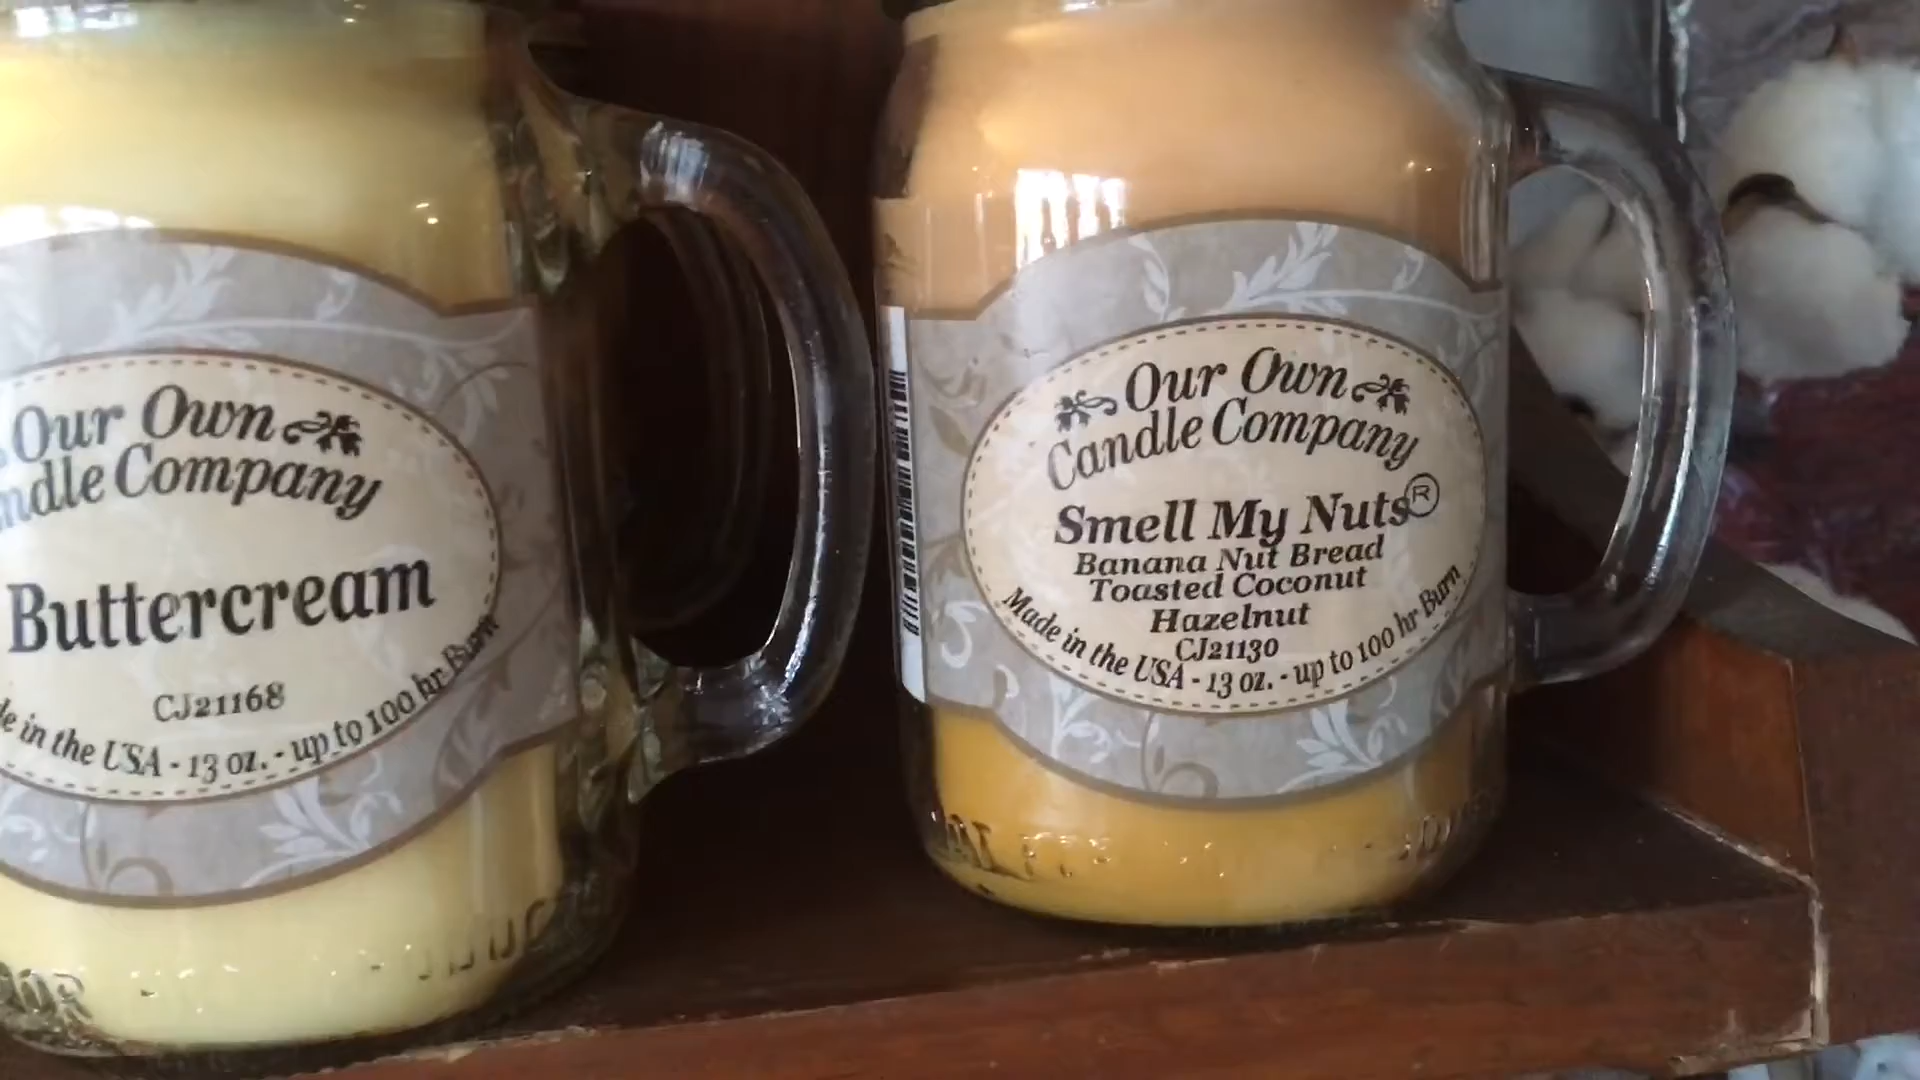 Our Own
Candle Company
Buttercream
CJ21168
in the USA - 13 oz. - up to 100 hr Burn
Our Own
Candle Company
Smell My Nuts®
Banana Nut Bread
Toasted Coconut
Hazelnut
CJ21130
Made in the USA - 13 oz. - up to 100 hr Burn